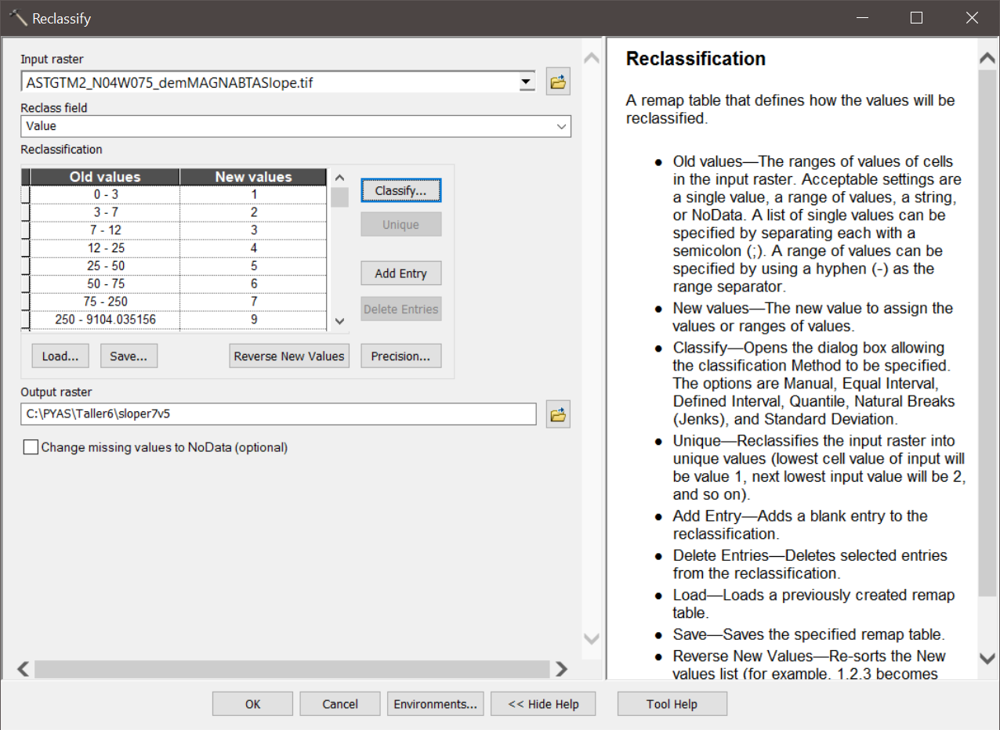 Reclassify
Input raster
ASTGTM2_N04W075_demMAGNABTASlope.tif
Reclass field
Value
Reclassification
Old values New values
0 - 3 1
3 - 7 2
7 - 12 3
12 - 25 4
25 - 50 5
50 - 75 6
75 - 250 7
250 - 9104.035156 9
Classify...
Unique
Add Entry
Delete Entries
Load... Save... Reverse New Values Precision...
Output raster
C:\PYAS\Taller6\sloper7v5
Change missing values to NoData (optional)
Reclassification
A remap table that defines how the values will be
reclassified.
● Old values—The ranges of values of cells
in the input raster. Acceptable settings are
a single value, a range of values, a string,
or NoData. A list of single values can be
specified by separating each with a
semicolon (;). A range of values can be
specified by using a hyphen (-) as the
range separator.
● New values—The new value to assign the
values or ranges of values.
● Classify—Opens the dialog box allowing
the classification Method to be specified.
The options are Manual, Equal Interval,
Defined Interval, Quantile, Natural Breaks
(Jenks), and Standard Deviation.
● Unique—Reclassifies the input raster into
unique values (lowest cell value of input will
be value 1, next lowest input value will be 2,
and so on).
● Add Entry—Adds a blank entry to the
reclassification.
● Delete Entries—Deletes selected entries
from the reclassification.
● Load—Loads a previously created remap
table.
● Save—Saves the specified remap table.
● Reverse New Values—Re-sorts the New
values list (for example, 1,2,3 becomes
OK Cancel Environments... << Hide Help Tool Help